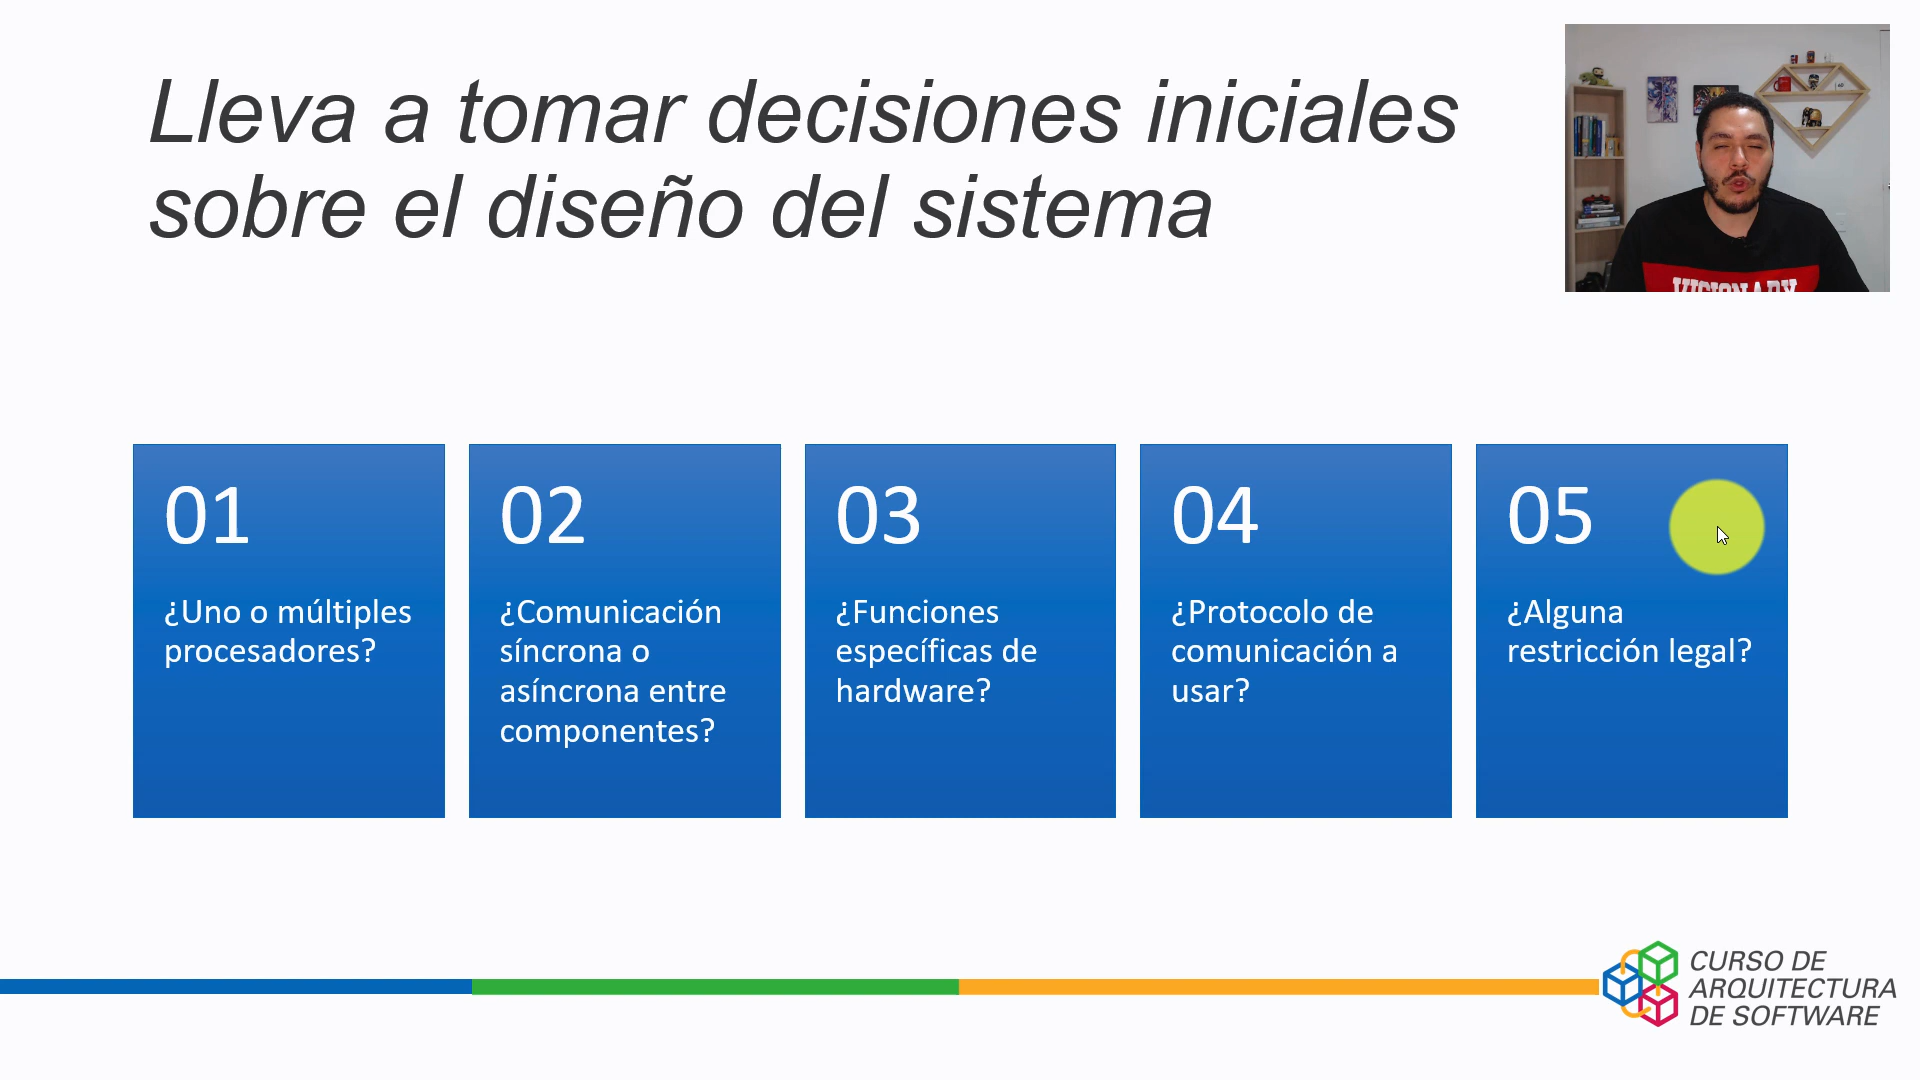 Lleva a tomar decisiones iniciales
sobre el diseño del sistema
VISIONARY
01
¿Uno o múltiples
procesadores?
02
¿Comunicación
síncrona o
asíncrona entre
componentes?
03
¿Funciones
específicas de
hardware?
04
¿Protocolo de
comunicación a
usar?
05
¿Alguna
restricción legal?
CURSO DE
ARQUITECTURA
DE SOFTWARE